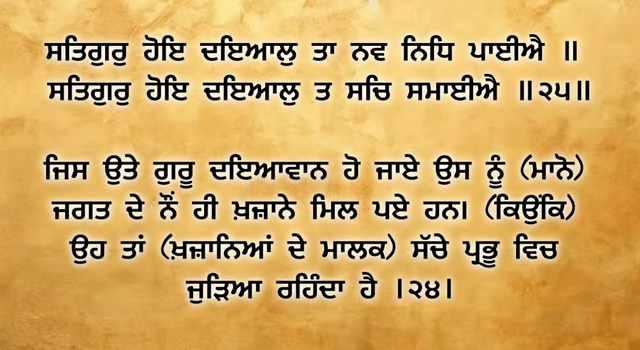 ਸਤਿਗੁਰੁ ਹੋਇ ਦਇਆਲੁ ਤਾ ਨਵ ਨਿਧਿ ਪਾਈਐ ॥
ਸਤਿਗੁਰੁ ਹੋਇ ਦਇਆਲੁ ਤ ਸਚਿ ਸਮਾਈਐ ॥੨੫॥
ਜਿਸ ਉਤੇ ਗੁਰੂ ਦਇਆਵਾਨ ਹੋ ਜਾਏ ਉਸ ਨੂੰ (ਮਾਨੋ)
ਜਗਤ ਦੇ ਨੌਂ ਹੀ ਖ਼ਜ਼ਾਨੇ ਮਿਲ ਪਏ ਹਨ। (ਕਿਉਂਕਿ)
ਉਹ ਤਾਂ (ਖ਼ਜ਼ਾਨਿਆਂ ਦੇ ਮਾਲਕ) ਸੱਚੇ ਪ੍ਰਭੂ ਵਿਚ
ਜੁੜਿਆ ਰਹਿੰਦਾ ਹੈ ।੨੪।